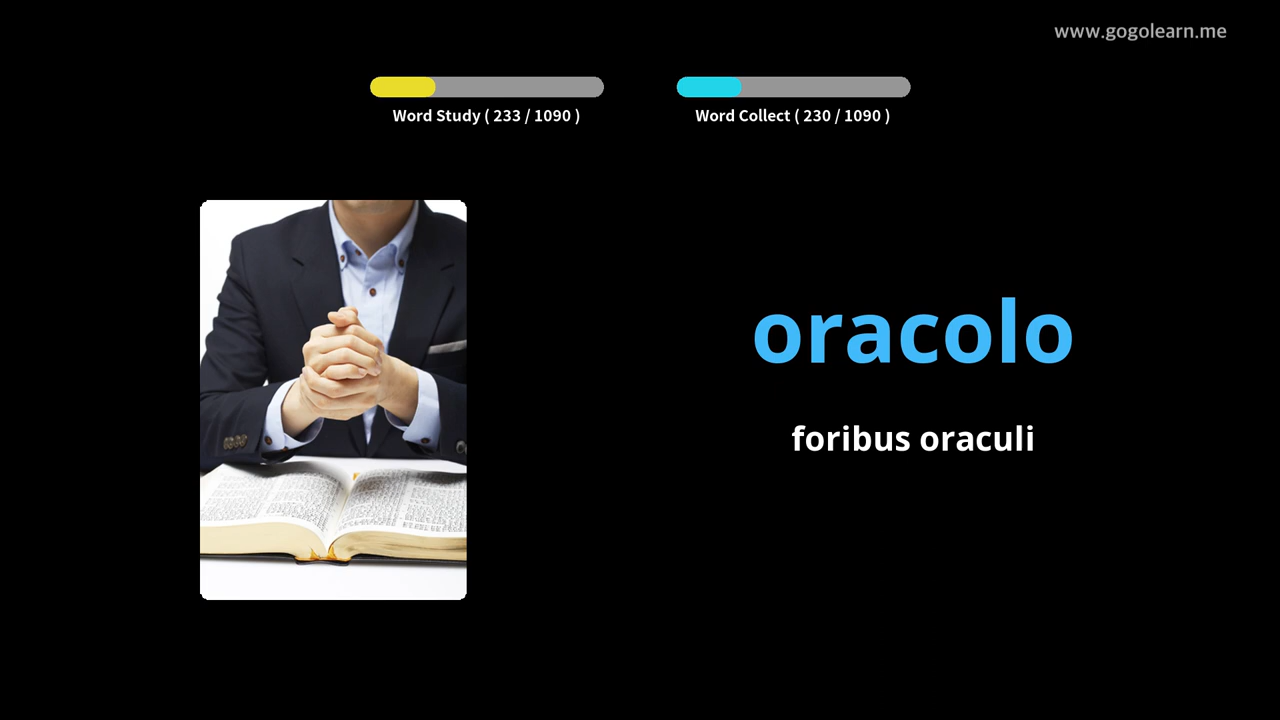 www.gogolearn.me
Word Study ( 233 / 1090 )
Word Collect ( 230 / 1090 )
oracolo
foribus oraculi